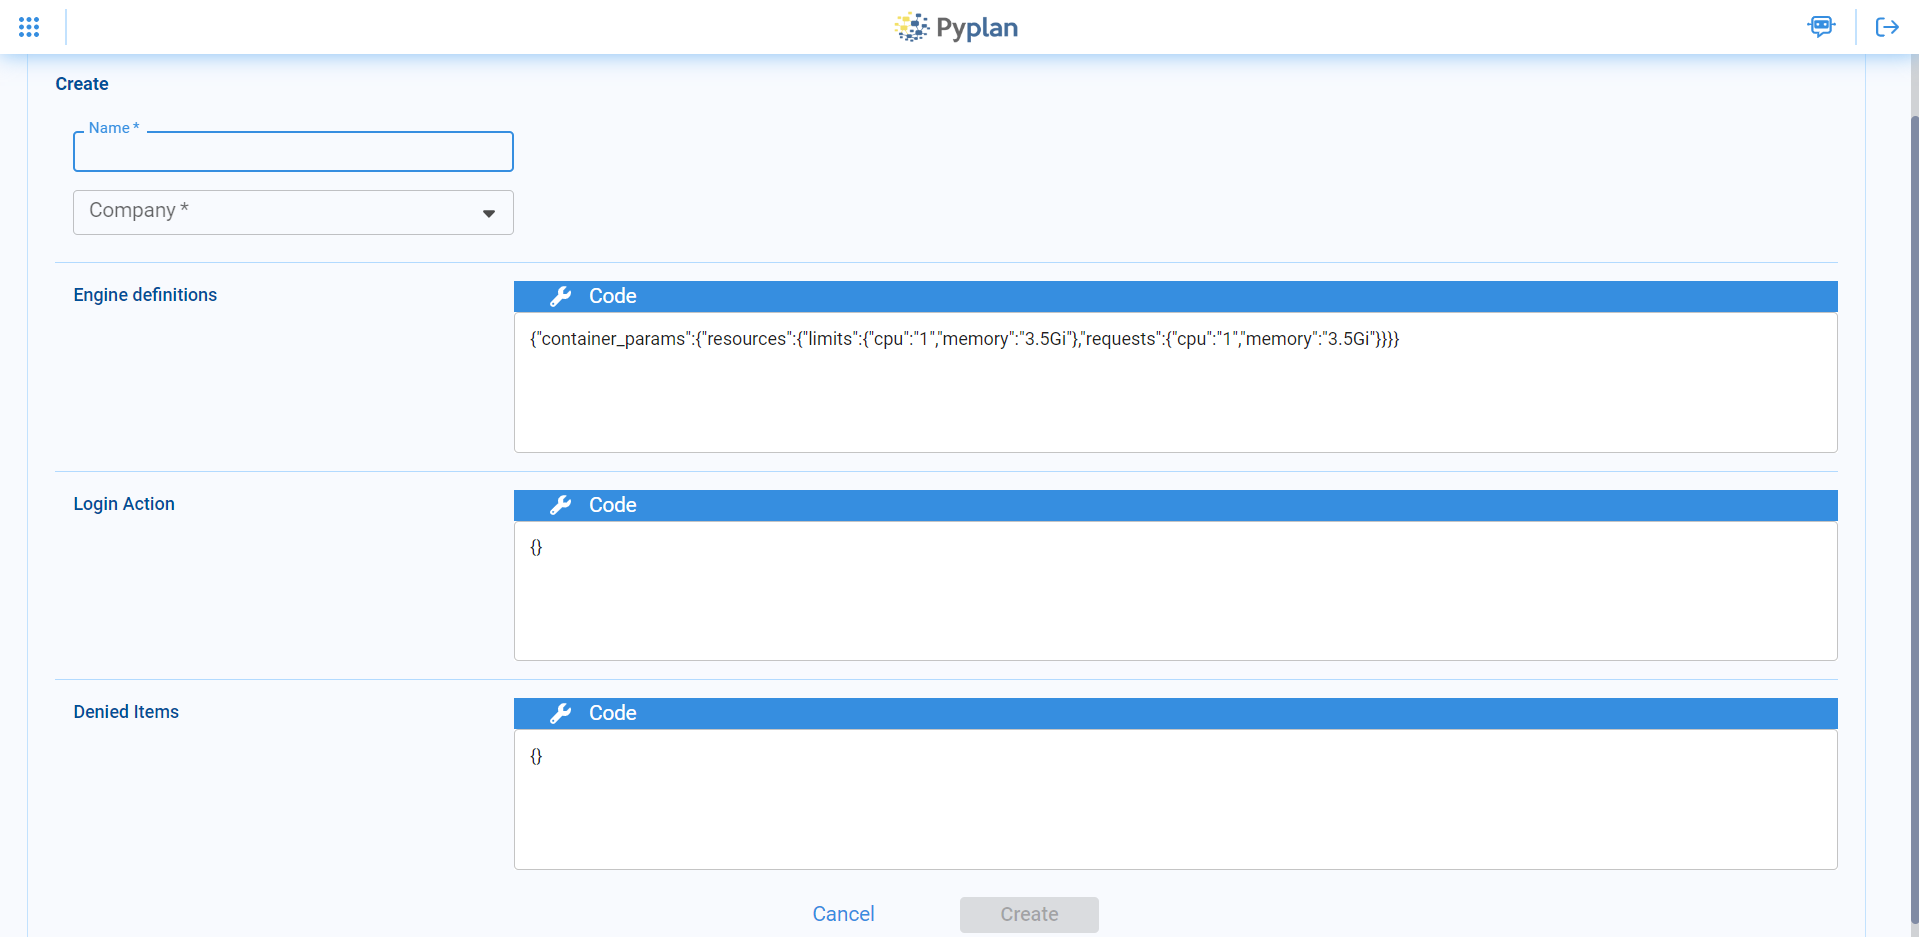 Pyplan
Create
Name *
Company *
Engine definitions
Code
{"container_params":{"resources":{"limits":{"cpu":"1","memory":"3.5Gi"},"requests":{"cpu":"1","memory":"3.5Gi"}}}}
Login Action
Code
{}
Denied Items
Code
{}
Cancel
Create